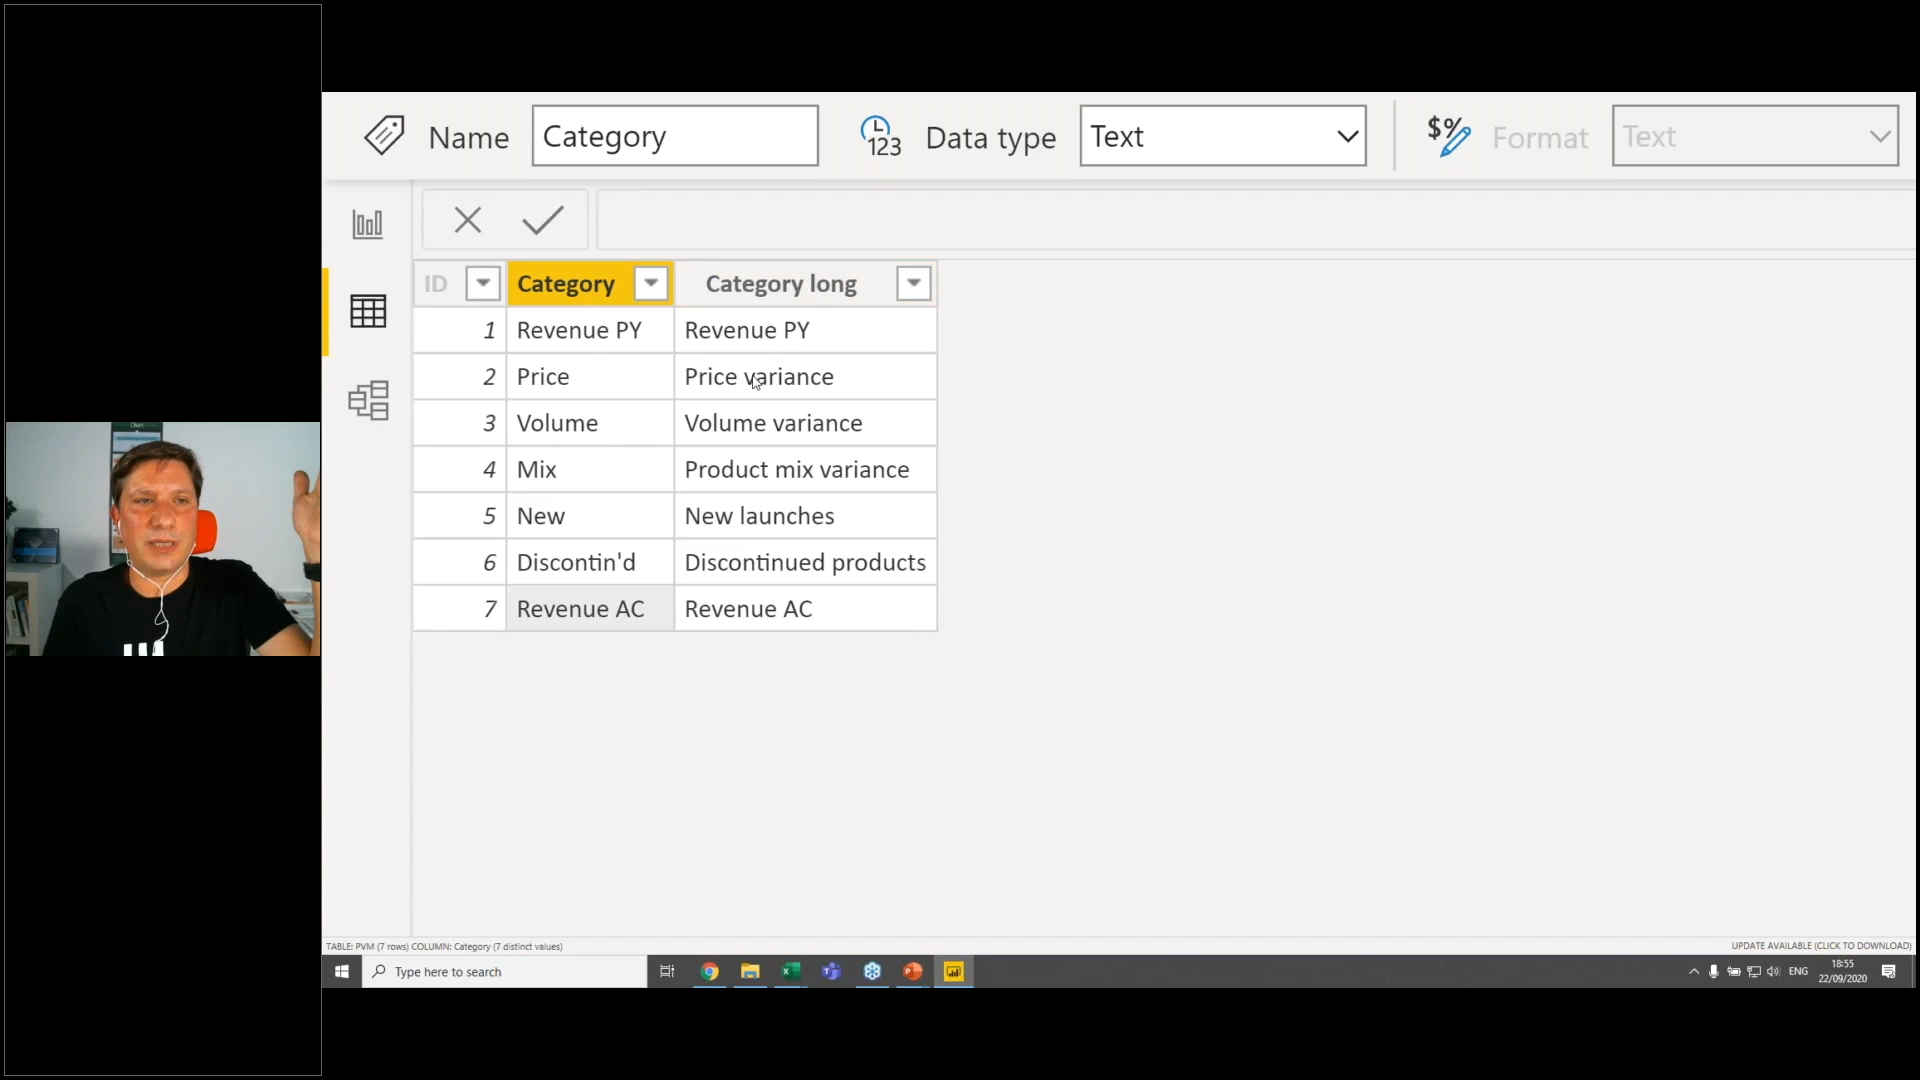 Name Category 123 Data type Text $% Format Text
ID Category Category long
1 Revenue PY Revenue PY
2 Price Price variance
3 Volume Volume variance
4 Mix Product mix variance
5 New New launches
6 Discontin'd Discontinued products
7 Revenue AC Revenue AC
TABLE: PVM (7 rows) COLUMN: Category (7 distinct values) UPDATE AVAILABLE (CLICK TO DOWNLOAD)
Type here to search ENG 18:55
22/09/2020